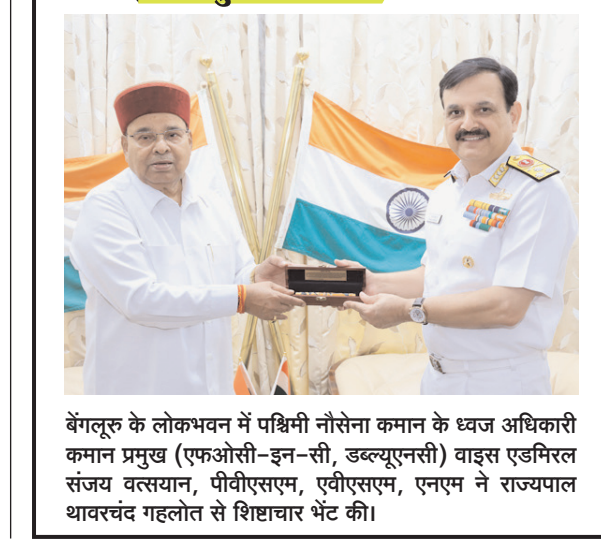 बेंगलूरु के लोकभवन में पश्चिमी नौसेना कमान के ध्वज अधिकारी
कमान प्रमुख (एफओसी-इन-सी, डब्ल्यूएनसी) वाइस एडमिरल
संजय वत्सयान, पीवीएसएम, एवीएसएम, एनएम ने राज्यपाल
थावरचंद गहलोत से शिष्टाचार भेंट की।